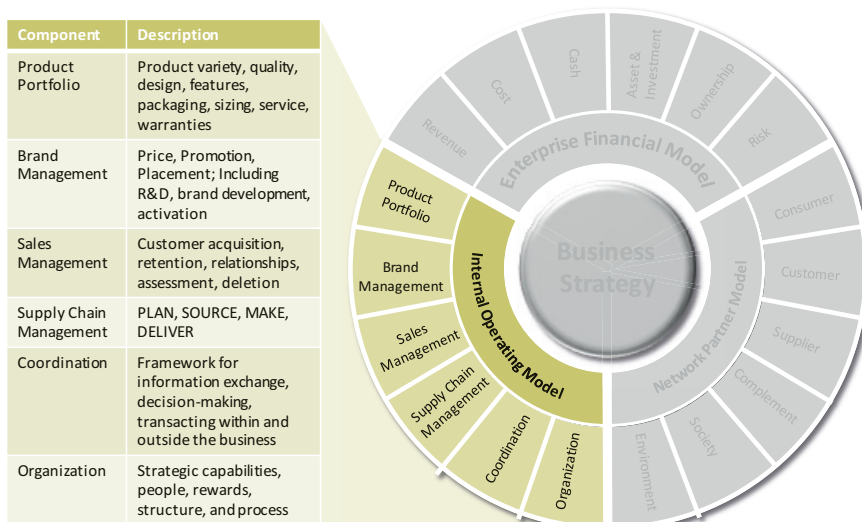 Component Description
Product Portfolio
Product variety, quality,
design, features,
packaging, sizing, service,
warranties
Brand Management
Price, Promotion,
Placement; Including
R&D, brand development,
activation
Sales Management
Customer acquisition,
retention, relationships,
assessment, deletion
Supply Chain Management
PLAN, SOURCE, MAKE,
DELIVER
Coordination
Framework for
information exchange,
decision-making,
transacting within and
outside the business
Organization
Strategic capabilities,
people, rewards,
structure, and process
Revenue
Cost
Cash
Asset &
Investment
Ownership
Risk
Enterprise Financial Model
Consumer
Customer
Supplier
Complement
Society
Environment
Network Partner Model
Product
Portfolio
Brand
Management
Sales
Management
Supply Chain
Management
Coordination
Organization
Internal Operating Model
Business
Strategy